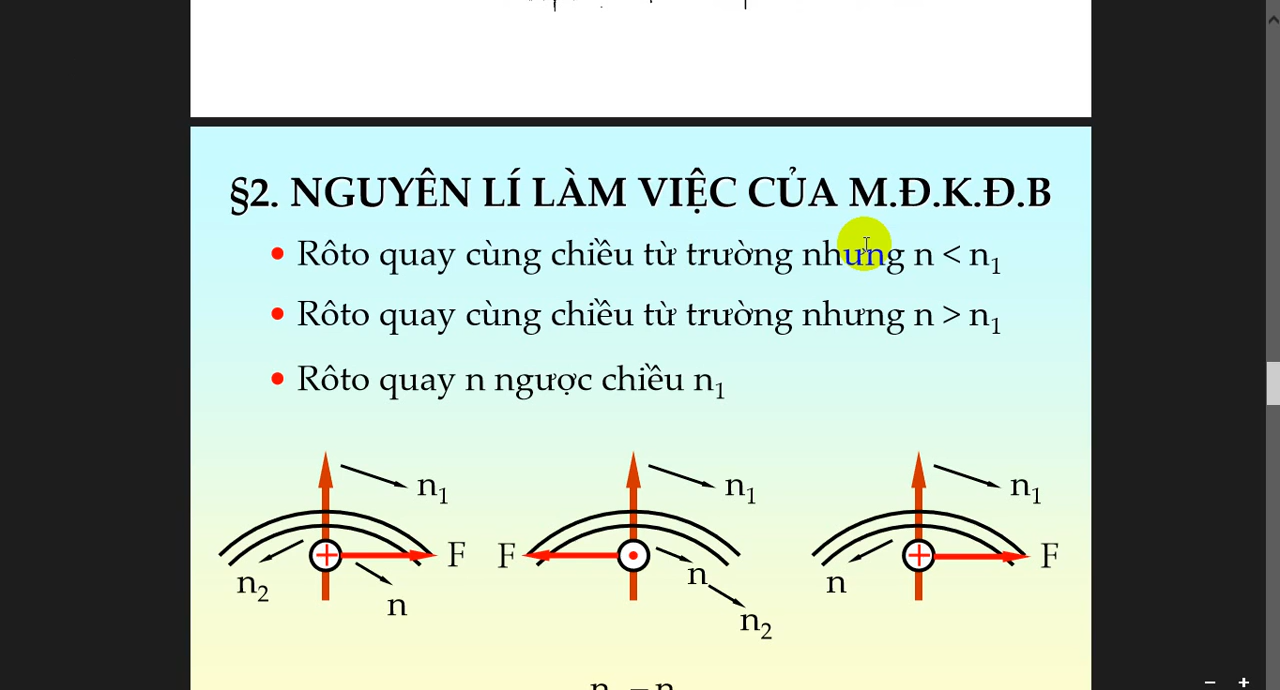 §2. NGUYÊN LÍ LÀM VIỆC CỦA M.Đ.K.Đ.B
• Rôto quay cùng chiều từ trường nhưng n < n₁
• Rôto quay cùng chiều từ trường nhưng n > n₁
• Rôto quay n ngược chiều n₁
n₁ n₁ n₁
F F F
n₂ n n n
n₂